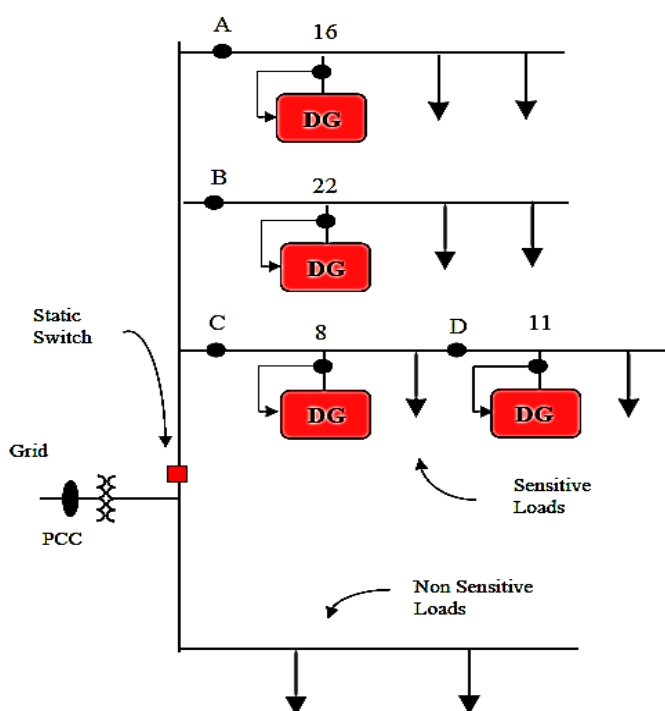 A
16
DG
B
22
DG
Static
Switch
C
8
D
11
DG
DG
Grid
PCC
Sensitive
Loads
Non Sensitive
Loads